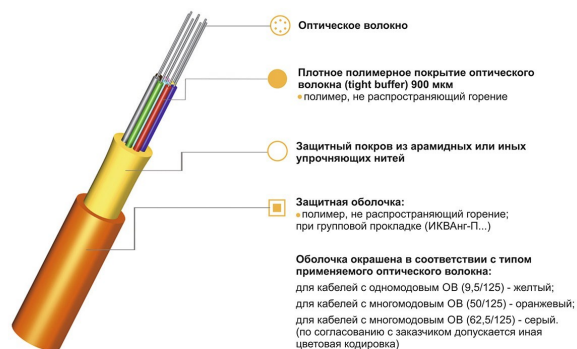 Оптическое волокно
Плотное полимерное покрытие оптического
волокна (tight buffer) 900 мкм
• полимер, не распространяющий горение
Защитный покров из арамидных или иных
упрочняющих нитей
Защитная оболочка:
• полимер, не распространяющий горение;
при групповой прокладке (ИКВАнг-П...)
Оболочка окрашена в соответствии с типом
применяемого оптического волокна:
для кабелей с одномодовым ОВ (9,5/125) - желтый;
для кабелей с многомодовым ОВ (50/125) - оранжевый;
для кабелей с многомодовым ОВ (62,5/125) - серый.
(по согласованию с заказчиком допускается иная
цветовая кодировка)